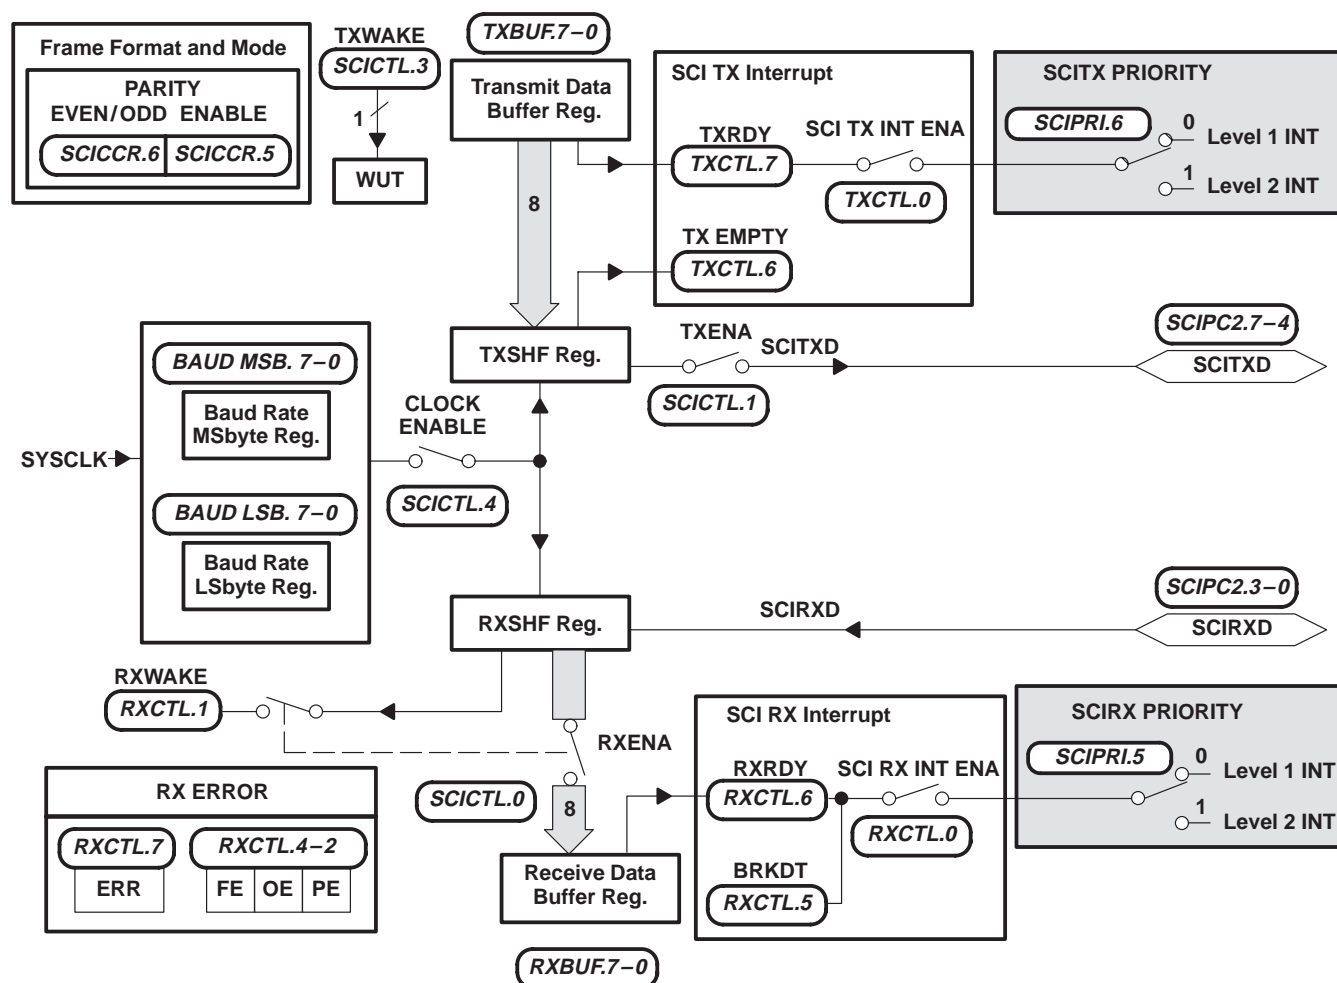 Frame Format and Mode
PARITY
EVEN/ODD ENABLE
SCICCR.6 SCICCR.5
TXWAKE
SCICTL.3
1
WUT
TXBUF.7–0
Transmit Data
Buffer Reg.
8
SCI TX Interrupt
TXRDY
TXCTL.7
SCI TX INT ENA
TXCTL.0
TX EMPTY
TXCTL.6
SCITX PRIORITY
SCIPRI.6
0
Level 1 INT
1
Level 2 INT
BAUD MSB. 7–0
Baud Rate
MSbyte Reg.
SYSCLK
BAUD LSB. 7–0
Baud Rate
LSbyte Reg.
CLOCK
ENABLE
SCICTL.4
TXSHF Reg.
TXENA
SCITXD
SCICTL.1
SCIPC2.7–4
SCITXD
RXSHF Reg.
SCIRXD
SCIPC2.3–0
SCIRXD
RXWAKE
RXCTL.1
RXENA
SCICTL.0
8
RX ERROR
RXCTL.7 RXCTL.4–2
ERR FE OE PE
Receive Data
Buffer Reg.
RXBUF.7–0
SCI RX Interrupt
RXRDY
RXCTL.6
SCI RX INT ENA
RXCTL.0
BRKDT
RXCTL.5
SCIRX PRIORITY
SCIPRI.5
0
Level 1 INT
1
Level 2 INT